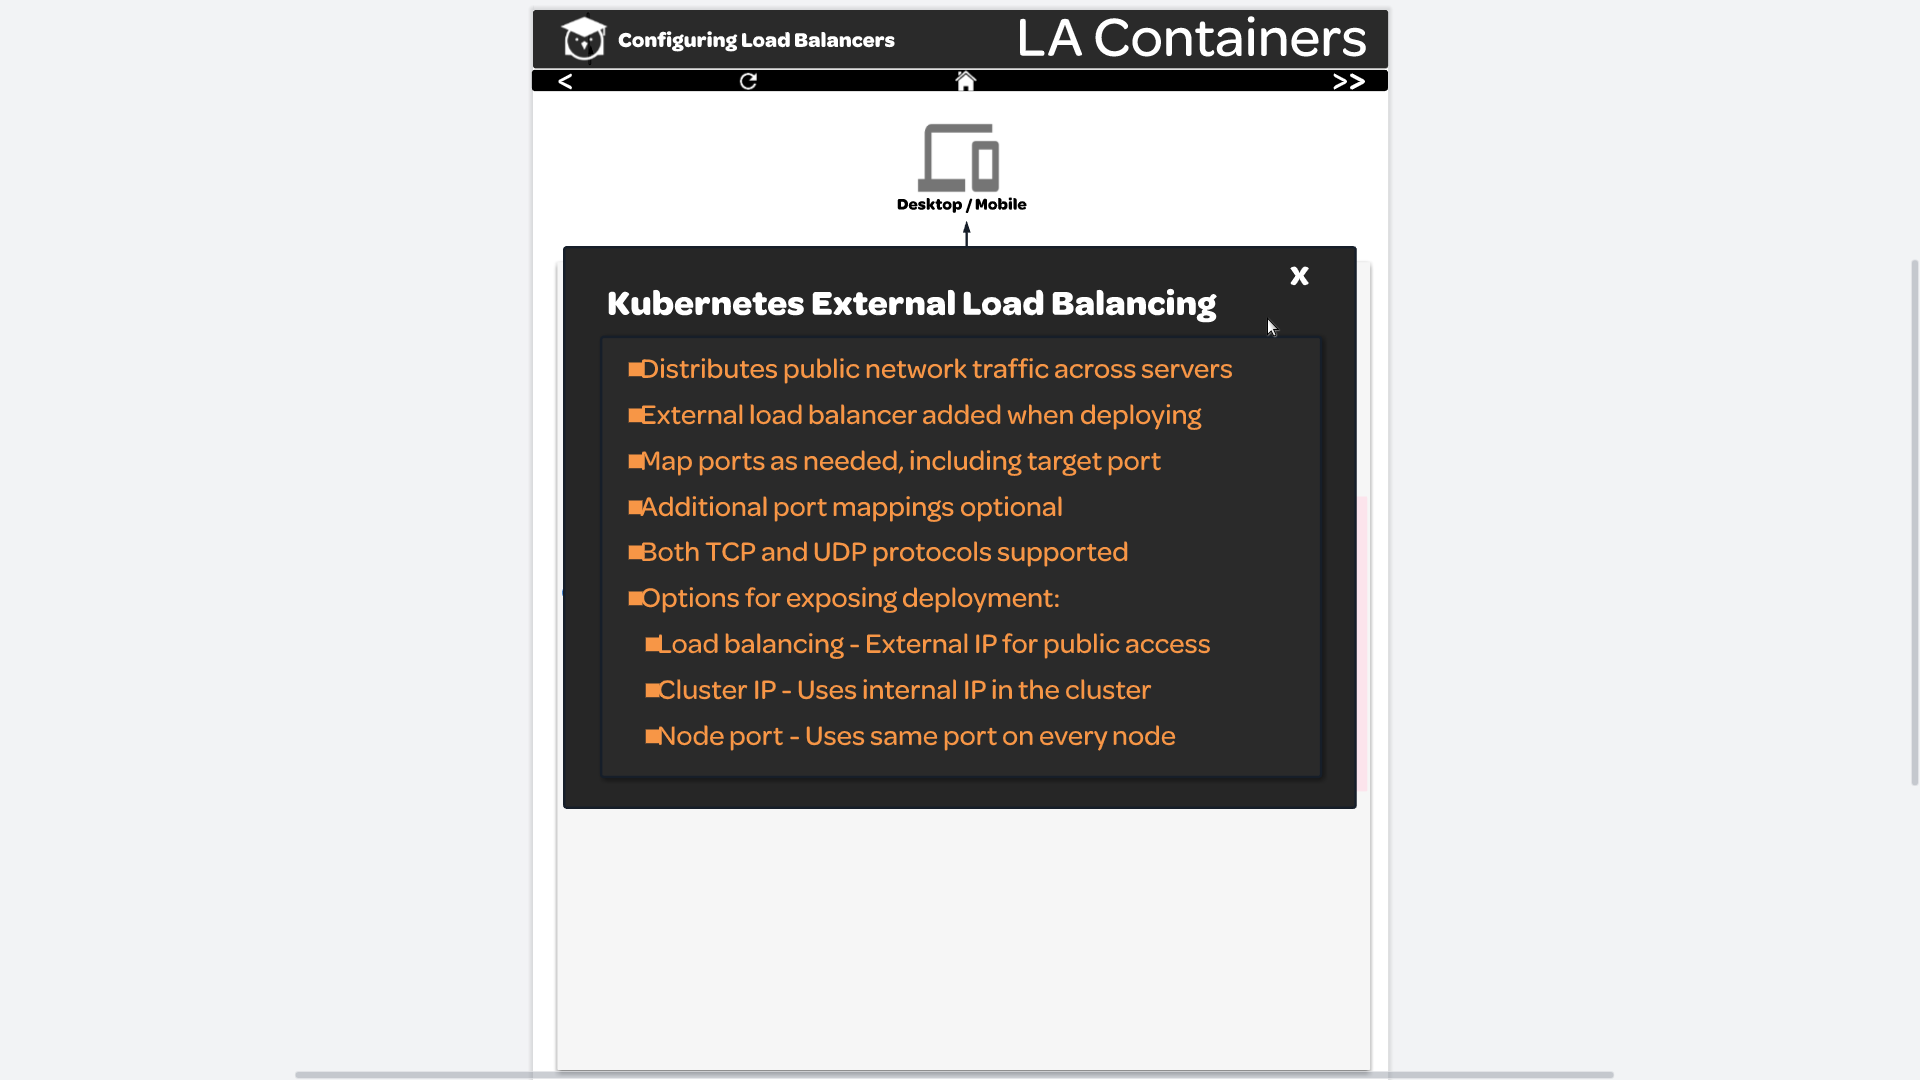 Configuring Load Balancers
LA Containers
<
>>
Desktop / Mobile
x
Kubernetes External Load Balancing
Distributes public network traffic across servers
External load balancer added when deploying
Map ports as needed, including target port
Additional port mappings optional
Both TCP and UDP protocols supported
Options for exposing deployment:
Load balancing - External IP for public access
Cluster IP - Uses internal IP in the cluster
Node port - Uses same port on every node